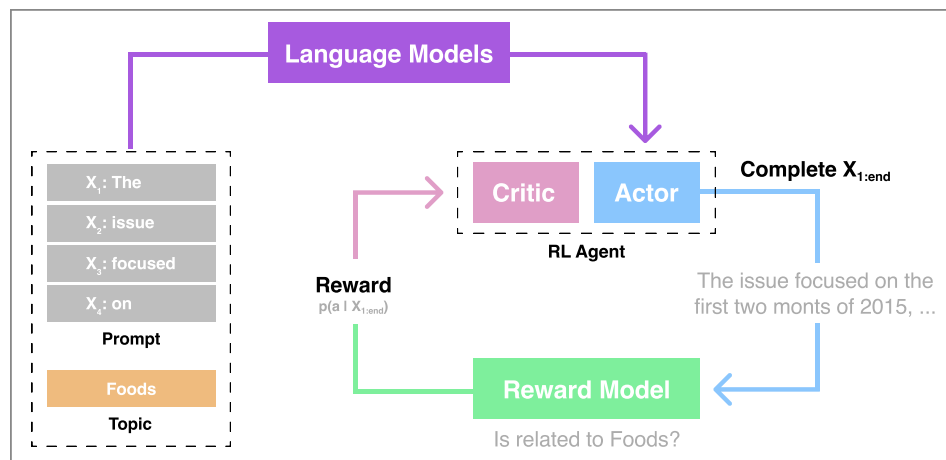 Language Models
X1: The
X2: issue
X3: focused
X4: on
Prompt
Foods
Topic
Critic
Actor
RL Agent
Complete X1:end
The issue focused on the
first two monts of 2015, ...
Reward
p(a I X1:end)
Reward Model
Is related to Foods?